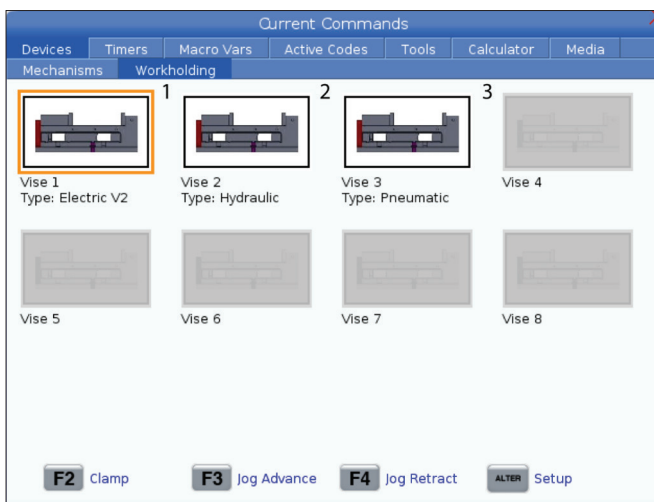 Current Commands
Devices Timers Macro Vars Active Codes Tools Calculator Media
Mechanisms Workholding
1 2 3
Vise 1 Vise 2 Vise 3 Vise 4
Type: Electric V2 Type: Hydraulic Type: Pneumatic
Vise 5 Vise 6 Vise 7 Vise 8
F2 Clamp F3 Jog Advance F4 Jog Retract ALTER Setup